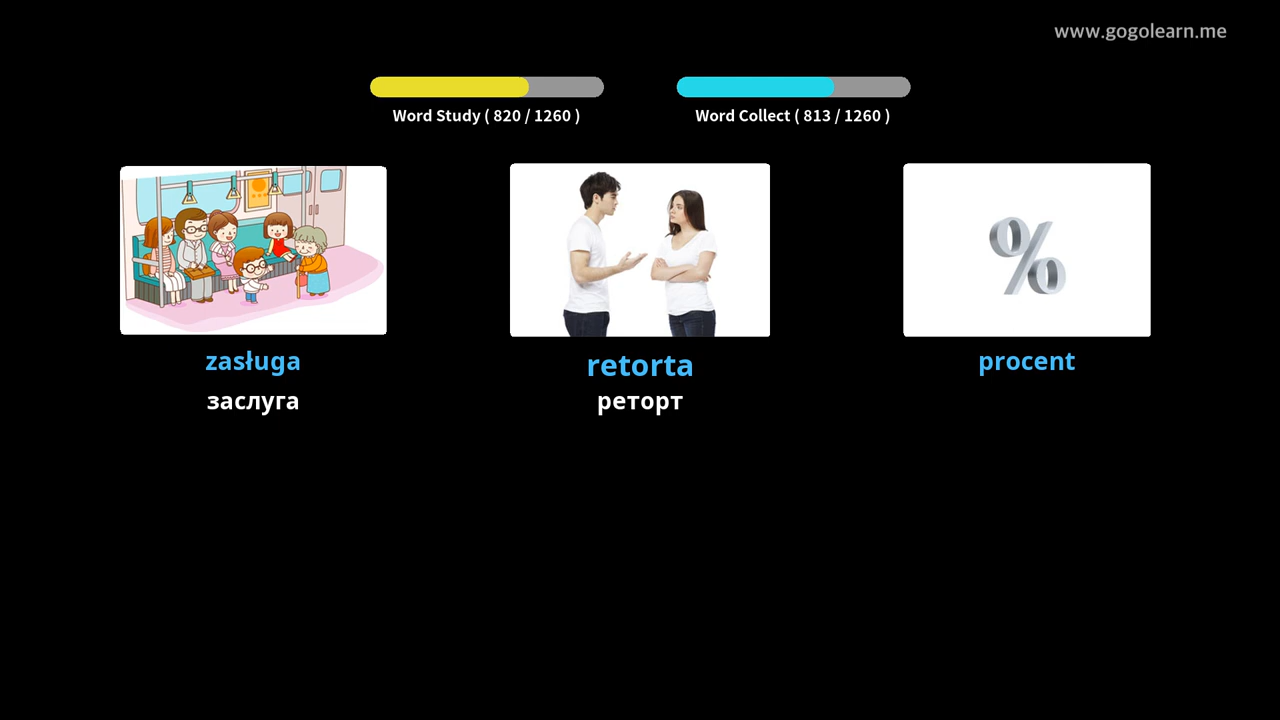 www.gogolearn.me
Word Study ( 820 / 1260 )
Word Collect ( 813 / 1260 )
zasługa
заслуга
retorta
реторт
procent
%